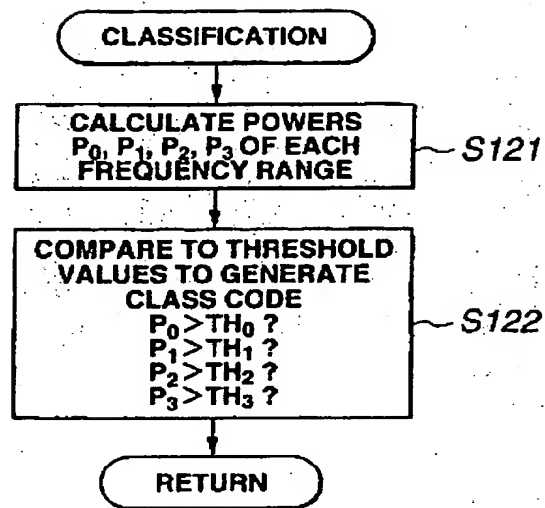 CLASSIFICATION
CALCULATE POWERS
P₀, P₁, P₂, P₃ OF EACH
FREQUENCY RANGE
S121
COMPARE TO THRESHOLD
VALUES TO GENERATE
CLASS CODE
P₀>TH₀ ?
P₁>TH₁ ?
P₂>TH₂ ?
P₃>TH₃ ?
S122
RETURN